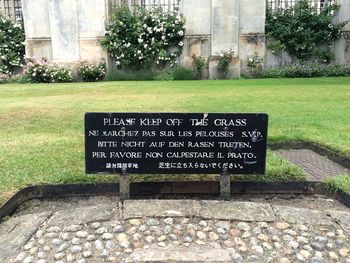 PLEASE KEEP OFF THE GRASS
NE MARCHEZ PAS SUR LES PELOUSES S.V.P.
BITTE NICHT AUF DEN RASEN TRETEN,
PER FAVORE NON CALPESTARE IL PRATO.
芝生に立ち入らないでください。